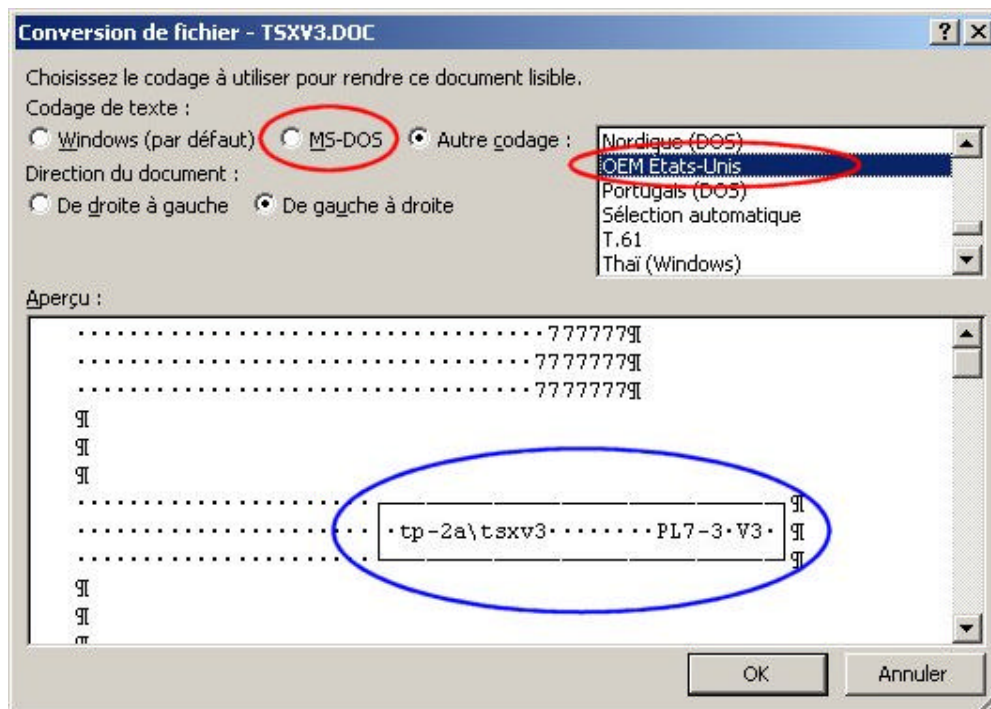 Conversion de fichier - TSXV3.DOC
Choisissez le codage à utiliser pour rendre ce document lisible.
Codage de texte :
Windows (par défaut) MS-DOS Autre codage :
Nordique (DOS)
OEM États-Unis
Portugais (DOS)
Sélection automatique
T.61
Thaï (Windows)
Direction du document :
De droite à gauche De gauche à droite
Aperçu :
····································7777777¶
···································7777777¶
···································7777777¶
¶
¶
¶
······················· ¶
·······················│·tp-2a\tsxv3········PL7-3·V3·│¶
······················· ¶
¶
¶
¶
OK Annuler